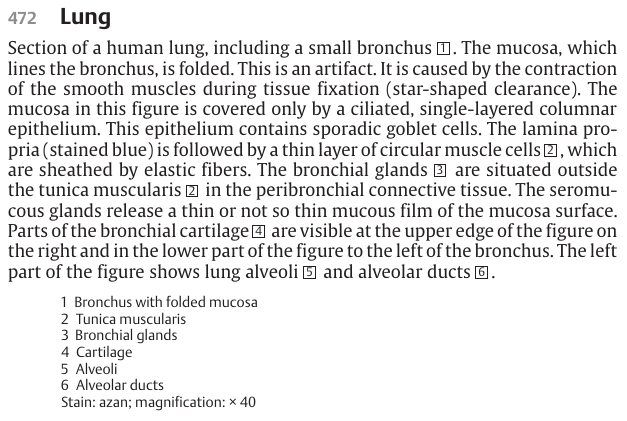 472 Lung
Section of a human lung, including a small bronchus 1. The mucosa, which
lines the bronchus, is folded. This is an artifact. It is caused by the contraction
of the smooth muscles during tissue fixation (star-shaped clearance). The
mucosa in this figure is covered only by a ciliated, single-layered columnar
epithelium. This epithelium contains sporadic goblet cells. The lamina pro-
pria (stained blue) is followed by a thin layer of circular muscle cells 2, which
are sheathed by elastic fibers. The bronchial glands 3 are situated outside
the tunica muscularis 2 in the peribronchial connective tissue. The seromu-
cous glands release a thin or not so thin mucous film of the mucosa surface.
Parts of the bronchial cartilage 4 are visible at the upper edge of the figure on
the right and in the lower part of the figure to the left of the bronchus. The left
part of the figure shows lung alveoli 5 and alveolar ducts 6.
1 Bronchus with folded mucosa
2 Tunica muscularis
3 Bronchial glands
4 Cartilage
5 Alveoli
6 Alveolar ducts
Stain: azan; magnification: × 40